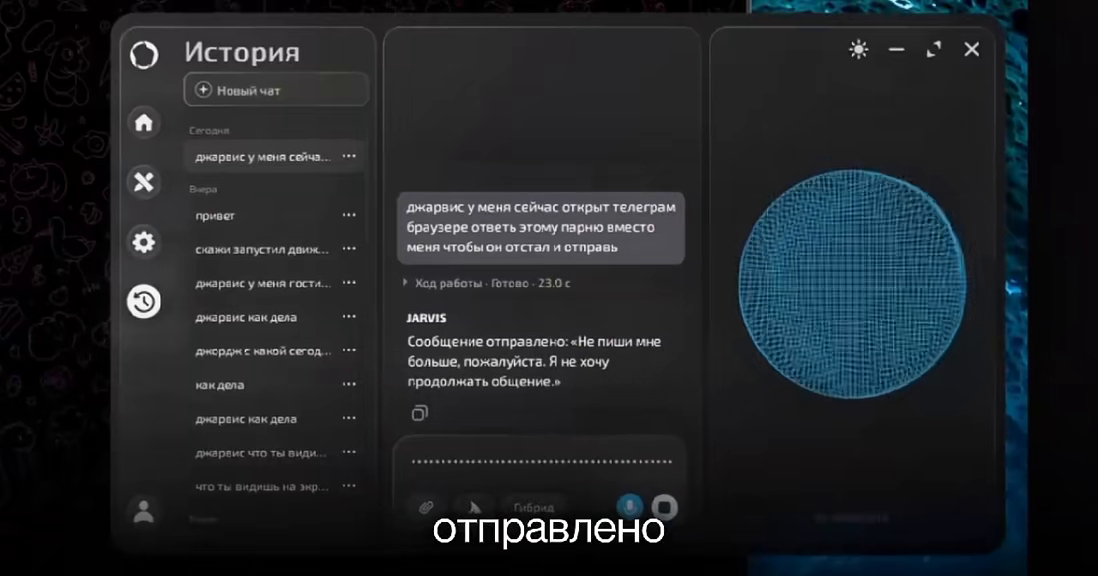 История
Новый чат
Сегодня
джарвис у меня сейча... ...
Вчера
привет ...
скажи запустил движ... ...
джарвис у меня гости... ...
джарвис как дела ...
джордж с какой сегод... ...
как дела ...
джарвис как дела ...
джарвис что ты види... ...
что ты видишь на экр... ...
джарвис у меня сейчас открыт телеграм
браузере ответь этому парню вместо
меня чтобы он отстал и отправь
Ход работы · Готово · 23.0 с
JARVIS
Сообщение отправлено: «Не пиши мне
больше, пожалуйста. Я не хочу
продолжать общение.»
Гибрид
отправлено